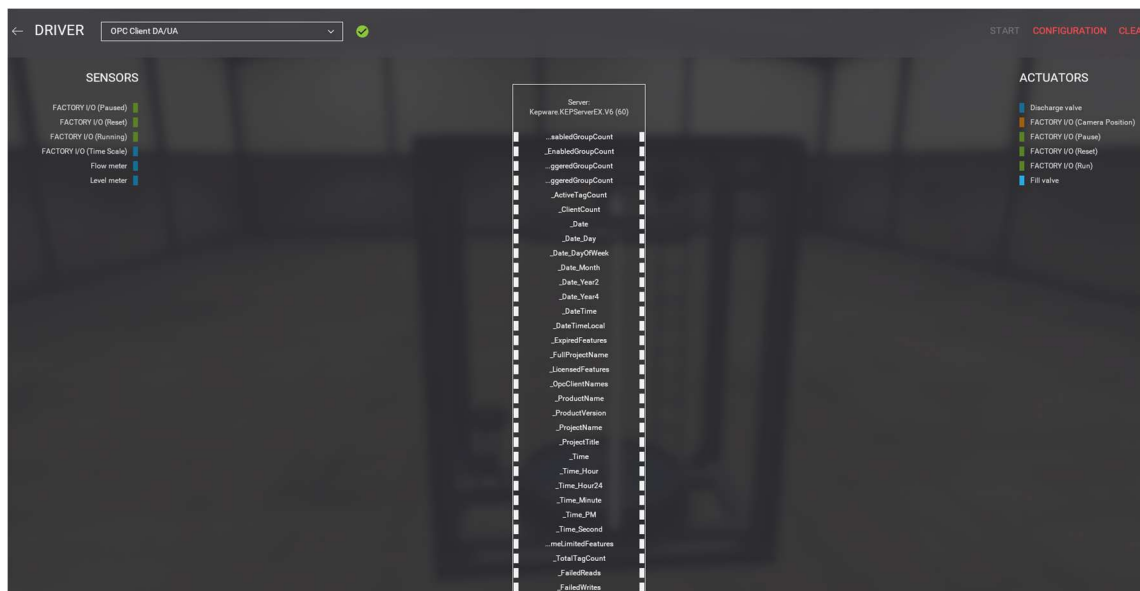 ← DRIVER OPC Client DA/UA START CONFIGURATION CLEA
SENSORS
FACTORY I/O (Paused)
FACTORY I/O (Reset)
FACTORY I/O (Running)
FACTORY I/O (Time Scale)
Flow meter
Level meter
Server:
Kepware.KEPServerEX.V6 (60)
...sabledGroupCount
_EnabledGroupCount
...ggeredGroupCount
...ggeredGroupCount
_ActiveTagCount
_ClientCount
_Date
_Date_Day
_Date_DayOfWeek
_Date_Month
_Date_Year2
_Date_Year4
_DateTime
_DateTimeLocal
_ExpiredFeatures
_FullProjectName
_LicensedFeatures
_OpcClientNames
_ProductName
_ProductVersion
_ProjectName
_ProjectTitle
_Time
_Time_Hour
_Time_Hour24
_Time_Minute
_Time_PM
_Time_Second
...meLimitedFeatures
_TotalTagCount
_FailedReads
_FailedWrites
ACTUATORS
Discharge valve
FACTORY I/O (Camera Position)
FACTORY I/O (Pause)
FACTORY I/O (Reset)
FACTORY I/O (Run)
Fill valve